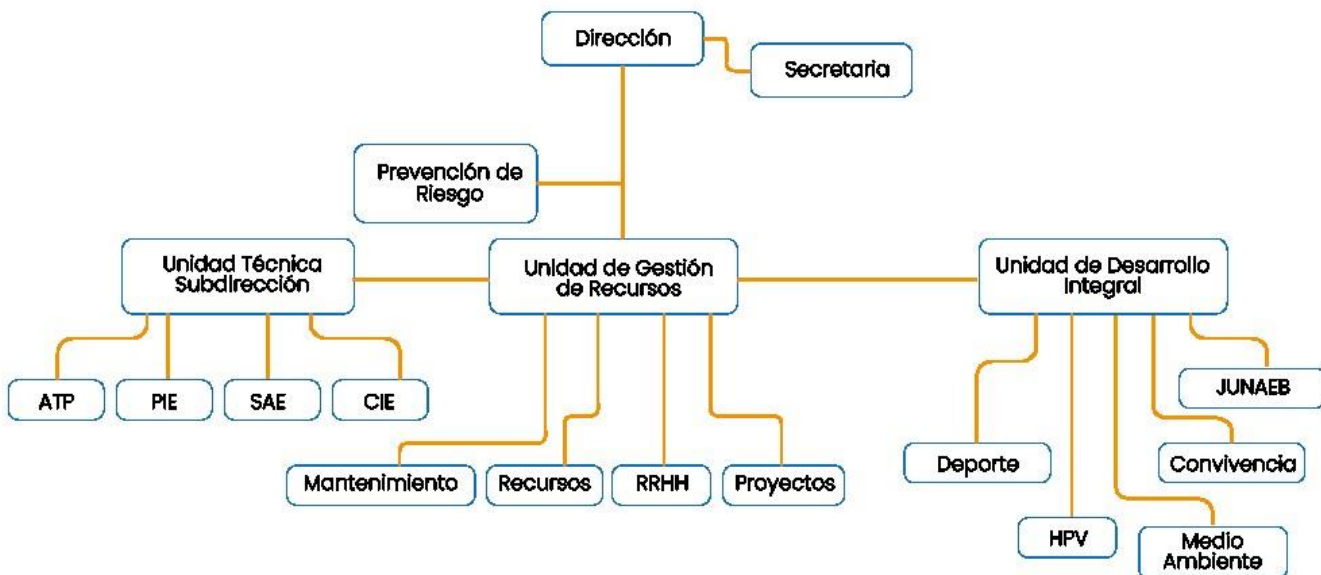 Dirección
Secretaria
Prevención de
Riesgo
Unidad Técnica
Subdirección
Unidad de Gestión
de Recursos
Unidad de Desarrollo
Integral
ATP
PIE
SAE
CIE
JUNAEB
Mantenimiento
Recursos
RRHH
Proyectos
Deporte
Convivencia
HPV
Medio
Ambiente